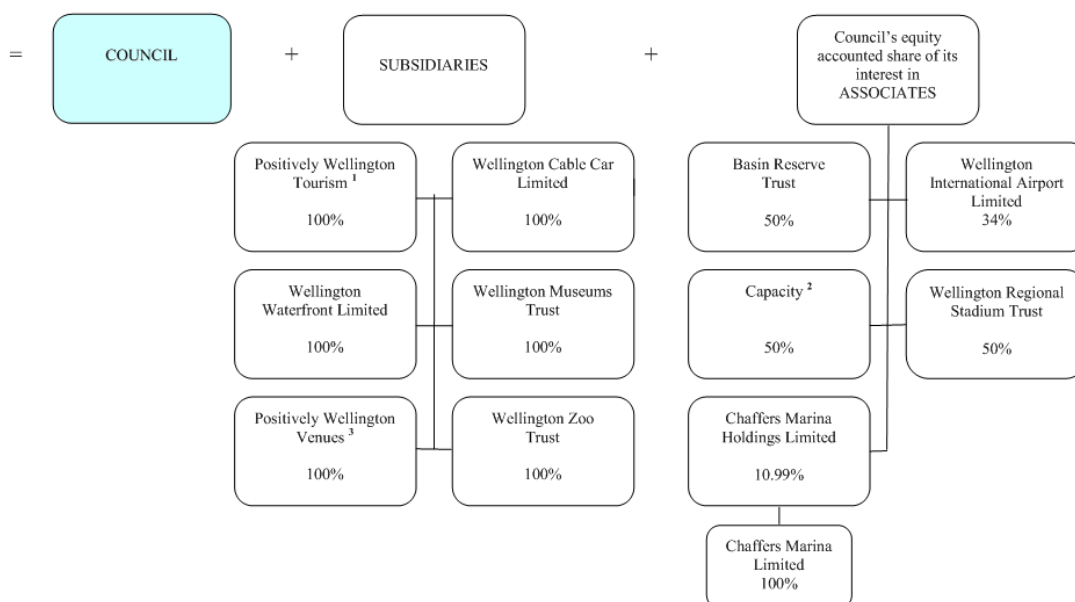 =
COUNCIL
+
SUBSIDIARIES
+
Council’s equity
accounted share of its
interest in
ASSOCIATES
Positively Wellington
Tourism ¹
100%
Wellington Cable Car
Limited
100%
Basin Reserve
Trust
50%
Wellington
International Airport
Limited
34%
Wellington
Waterfront Limited
100%
Wellington Museums
Trust
100%
Capacity ²
50%
Wellington Regional
Stadium Trust
50%
Positively Wellington
Venues ³
100%
Wellington Zoo
Trust
100%
Chaffers Marina
Holdings Limited
10.99%
Chaffers Marina
Limited
100%